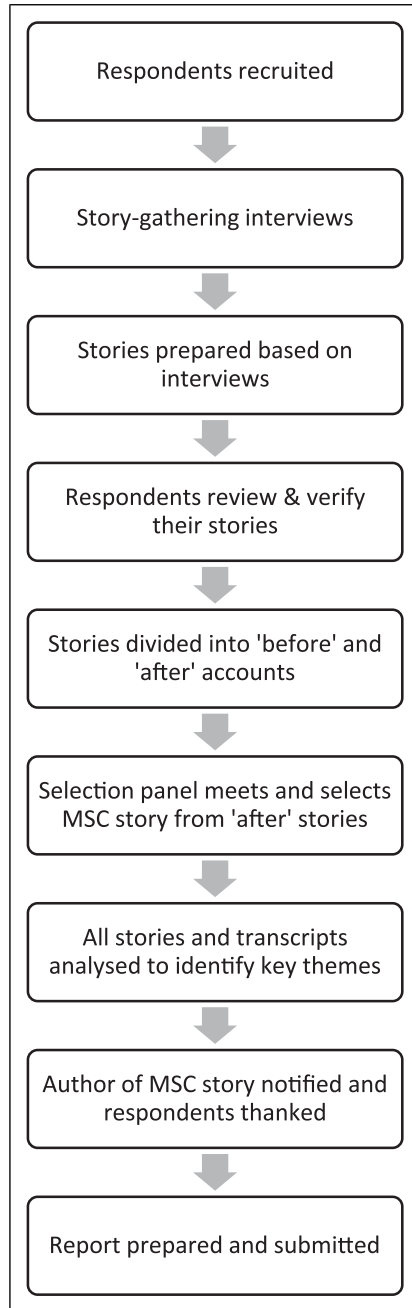 Respondents recruited
Story-gathering interviews
Stories prepared based on
interviews
Respondents review & verify
their stories
Stories divided into 'before' and
'after' accounts
Selection panel meets and selects
MSC story from 'after' stories
All stories and transcripts
analysed to identify key themes
Author of MSC story notified and
respondents thanked
Report prepared and submitted